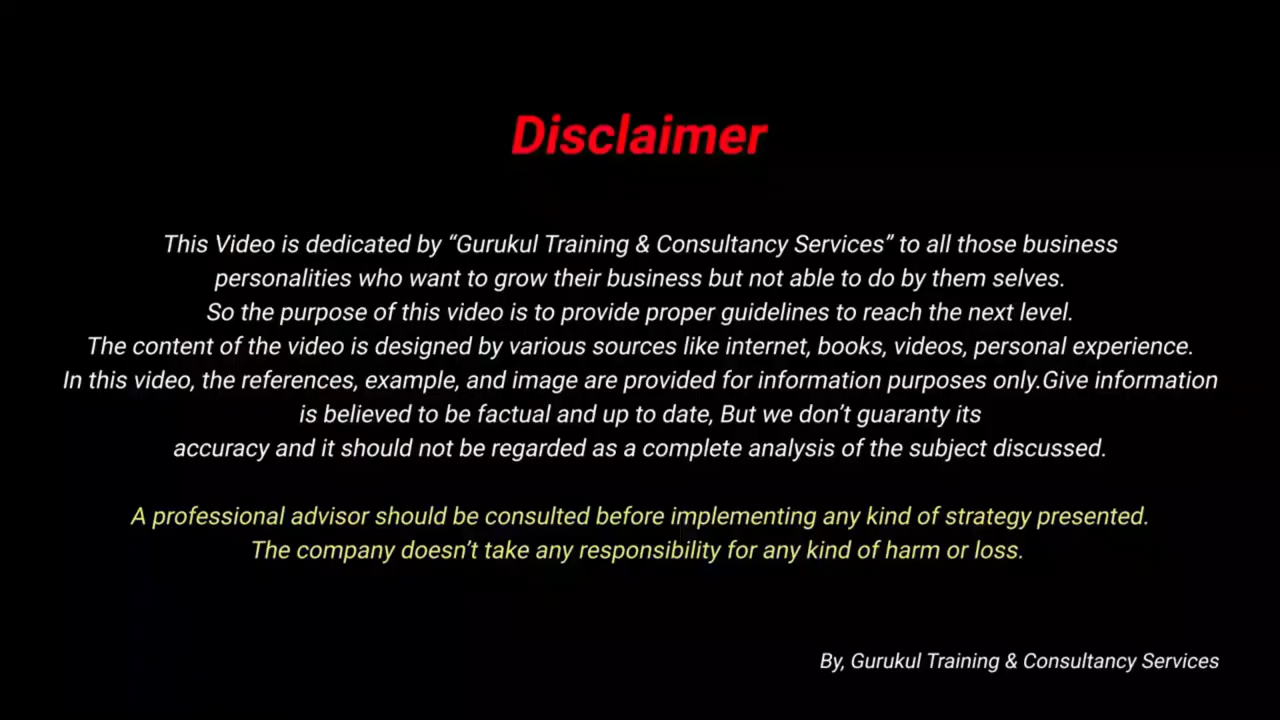 Disclaimer
This Video is dedicated by “Gurukul Training & Consultancy Services” to all those business
personalities who want to grow their business but not able to do by them selves.
So the purpose of this video is to provide proper guidelines to reach the next level.
The content of the video is designed by various sources like internet, books, videos, personal experience.
In this video, the references, example, and image are provided for information purposes only.Give information
is believed to be factual and up to date, But we don’t guaranty its
accuracy and it should not be regarded as a complete analysis of the subject discussed.
A professional advisor should be consulted before implementing any kind of strategy presented.
The company doesn’t take any responsibility for any kind of harm or loss.
By, Gurukul Training & Consultancy Services